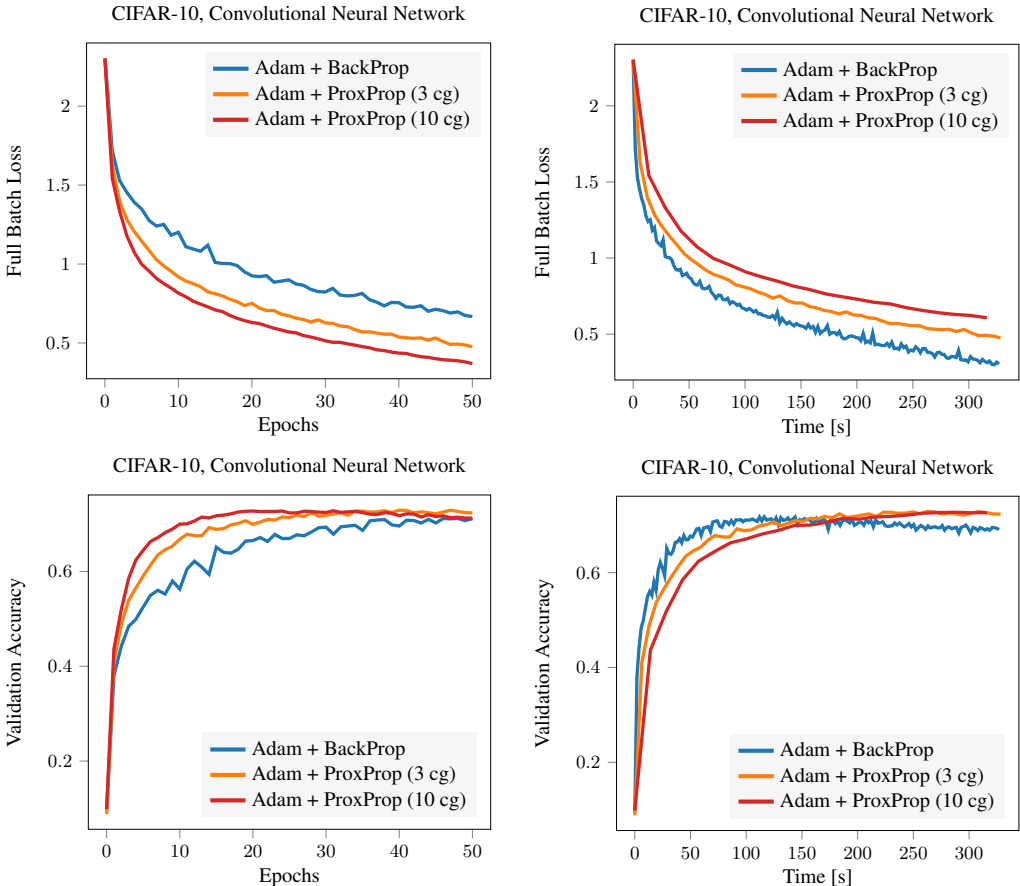 CIFAR-10, Convolutional Neural Network
Full Batch Loss
2
1.5
1
0.5
Adam + BackProp
Adam + ProxProp (3 cg)
Adam + ProxProp (10 cg)
0 10 20 30 40 50
Epochs
CIFAR-10, Convolutional Neural Network
Full Batch Loss
2
1.5
1
0.5
Adam + BackProp
Adam + ProxProp (3 cg)
Adam + ProxProp (10 cg)
0 50 100 150 200 250 300
Time [s]
CIFAR-10, Convolutional Neural Network
Validation Accuracy
0.6
0.4
0.2
Adam + BackProp
Adam + ProxProp (3 cg)
Adam + ProxProp (10 cg)
0 10 20 30 40 50
Epochs
CIFAR-10, Convolutional Neural Network
Validation Accuracy
0.6
0.4
0.2
Adam + BackProp
Adam + ProxProp (3 cg)
Adam + ProxProp (10 cg)
0 50 100 150 200 250 300
Time [s]